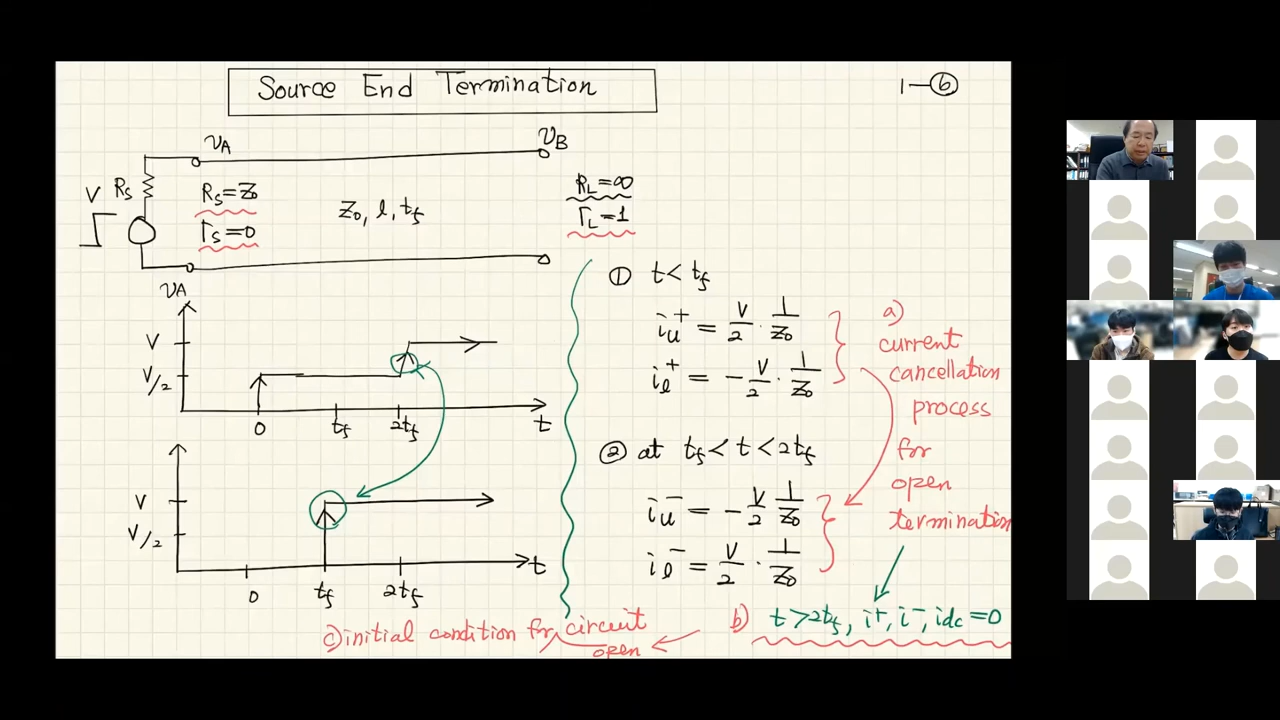 Source End Termination
1-⑥
vA
vB
V
Rs
Rs=Z0
Γs=0
Z0, l, tf
RL=∞
ΓL=1
vA
V
V/2
0
tf
2tf
t
V
V/2
0
tf
2tf
t
① t< tf
iu+ = V/2 · 1/Z0
il+ = - V/2 · 1/Z0
② at tf < t < 2tf
iu- = - V/2 1/Z0
il- = V/2 · 1/Z0
a)
current
cancellation
process
for
open
termination
b) t>2tf, i+, i-, idc=0
c) initial condition for circuit
open